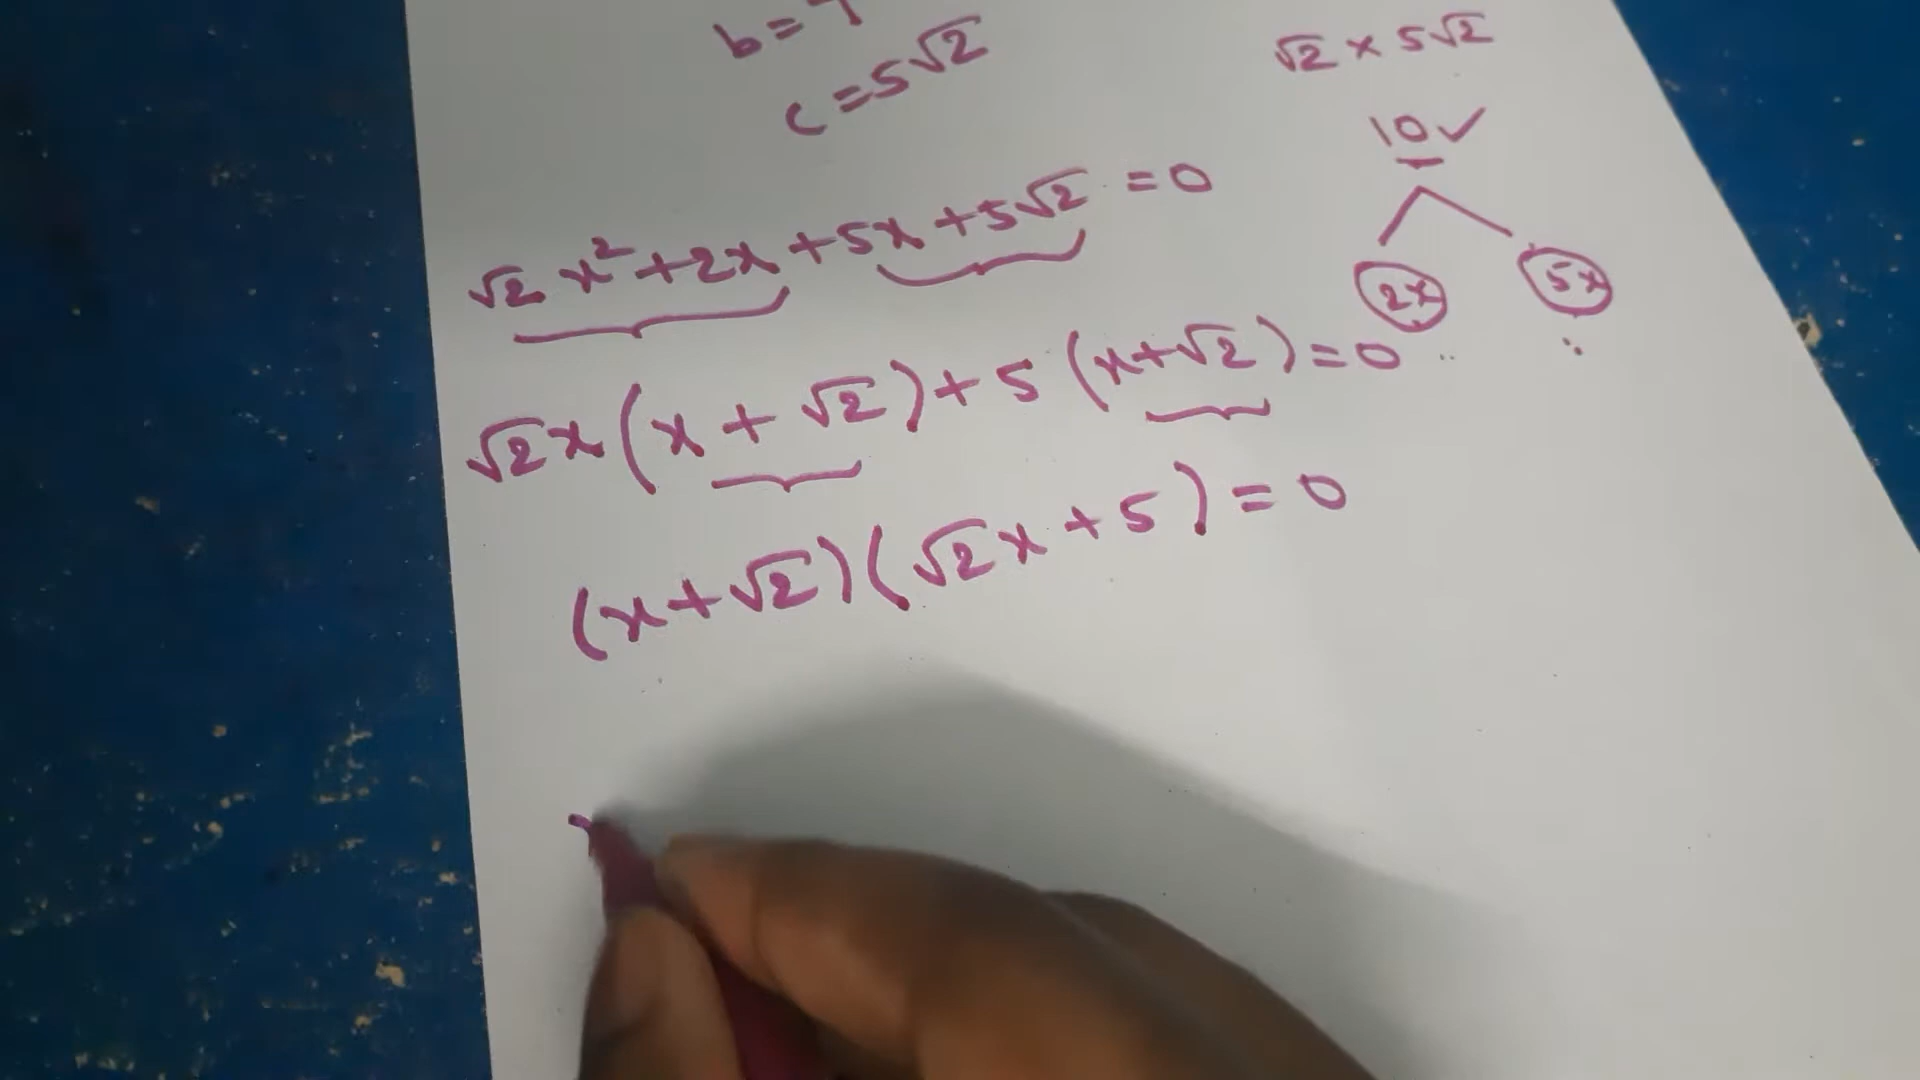 b =
c = 5√2
√2 × 5√2
10 ✓
2x 5x
√2 x² + 2x + 5x + 5√2 = 0
√2x (x + √2) + 5 (x + √2) = 0
(x + √2) (√2x + 5) = 0